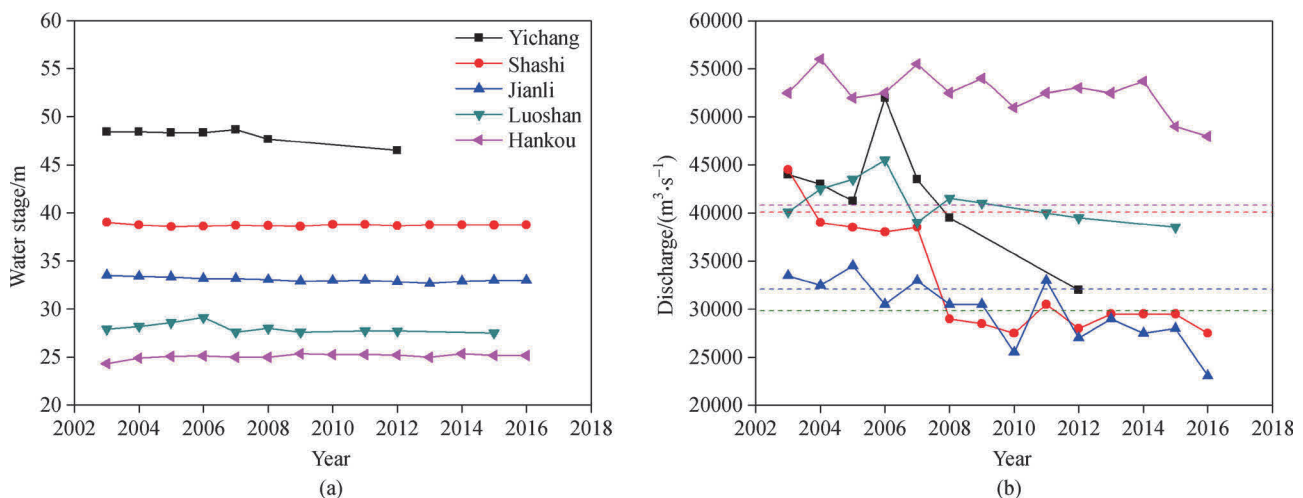 60
55
50
45
40
35
30
25
20
Water stage/m
Yichang
Shashi
Jianli
Luoshan
Hankou
2002 2004 2006 2008 2010 2012 2014 2016 2018
Year
(a)
60000
55000
50000
45000
40000
35000
30000
25000
20000
Discharge/(m³·s⁻¹)
2002 2004 2006 2008 2010 2012 2014 2016 2018
Year
(b)